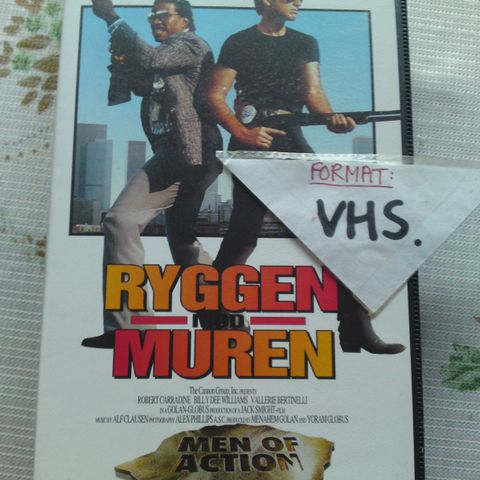 FORMAT:
VHS.
RYGGEN
MOD
MUREN
The Cannon Group, Inc. PRESENTS
ROBERT CARRADINE BILLY DEE WILLIAMS VALLERIE BERTINELLI
IN A GOLAN-GLOBUS PRODUCTION OF A JACK SMIGHT-FILM
MUSIC BY ALF CLAUSEN PHOTOGRAPHY ALEX PHILLIPS A.S.C. PRODUCED BY MENAHEM GOLAN AND YORAM GLOBUS
MEN OF
ACTION